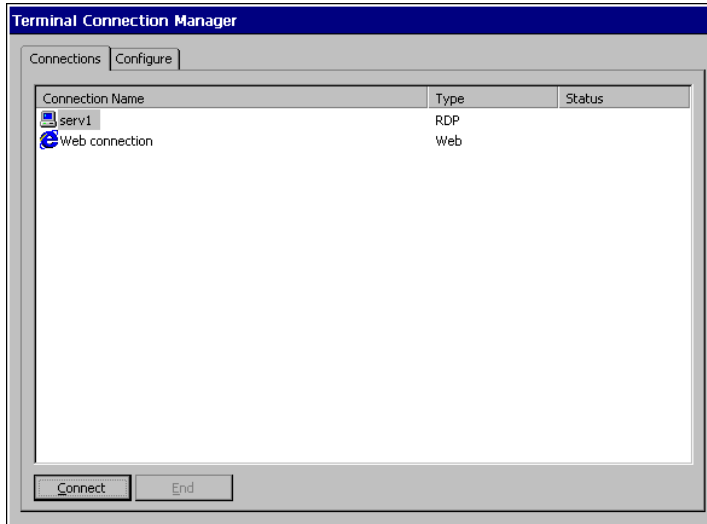 Terminal Connection Manager
Connections Configure
Connection Name Type Status
serv1 RDP
Web connection Web
Connect End